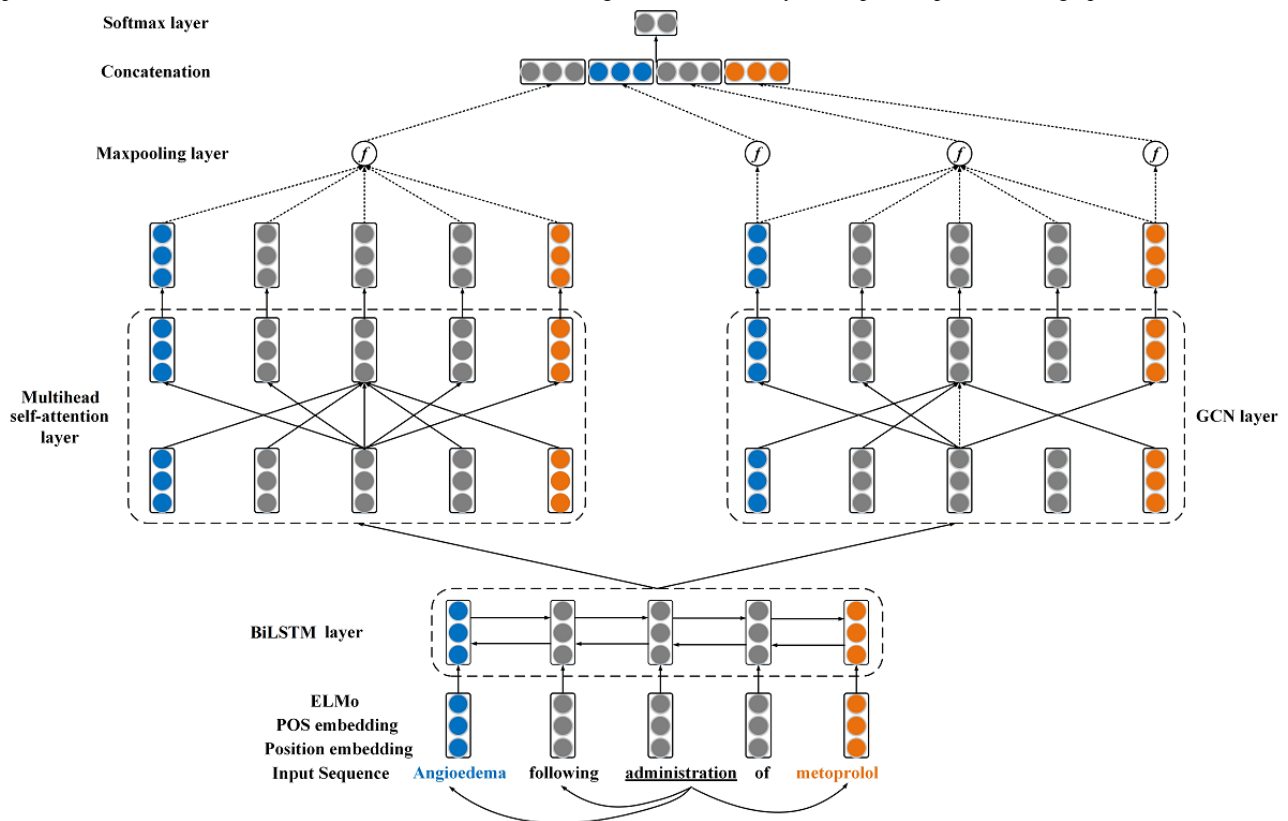 Softmax layer
Concatenation
Maxpooling layer
f f f f
Multihead
self-attention
layer
GCN layer
BiLSTM layer
ELMo
POS embedding
Position embedding
Input Sequence Angioedema following administration of metoprolol